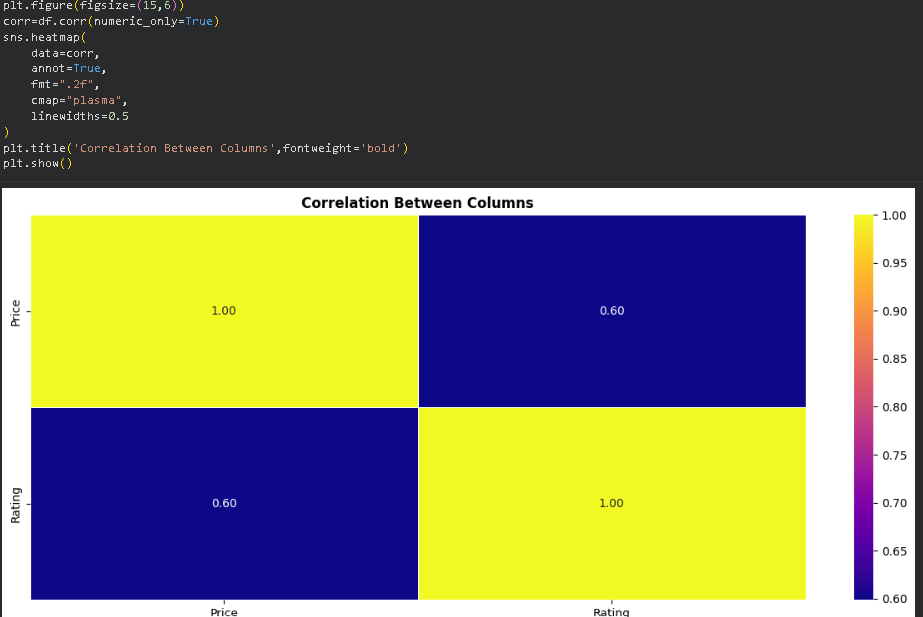 plt.figure(figsize=(15,6))
corr=df.corr(numeric_only=True)
sns.heatmap(
    data=corr,
    annot=True,
    fmt=".2f",
    cmap="plasma",
    linewidths=0.5
)
plt.title('Correlation Between Columns',fontweight='bold')
plt.show()
Correlation Between Columns
Price
1.00
0.60
Rating
0.60
1.00
Price
Rating
1.00
0.95
0.90
0.85
0.80
0.75
0.70
0.65
0.60